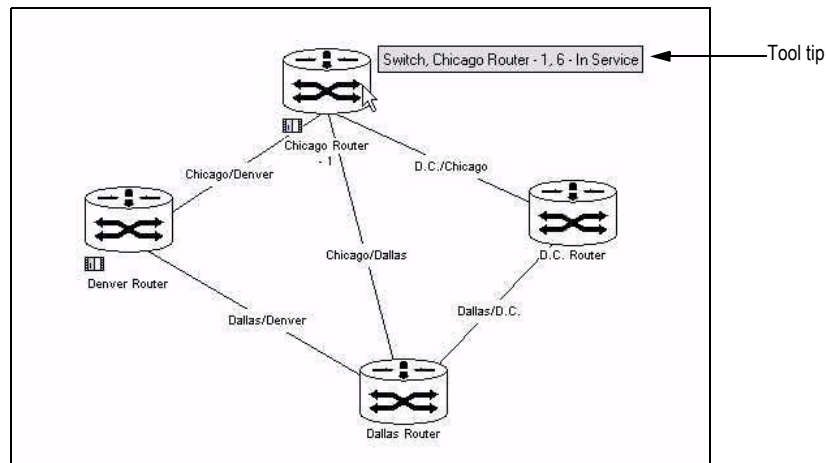 Switch, Chicago Router - 1, 6 - In Service
Tool tip
Chicago Router
- 1
Chicago/Denver
D.C./Chicago
Chicago/Dallas
D.C. Router
Denver Router
Dallas/Denver
Dallas/D.C.
Dallas Router